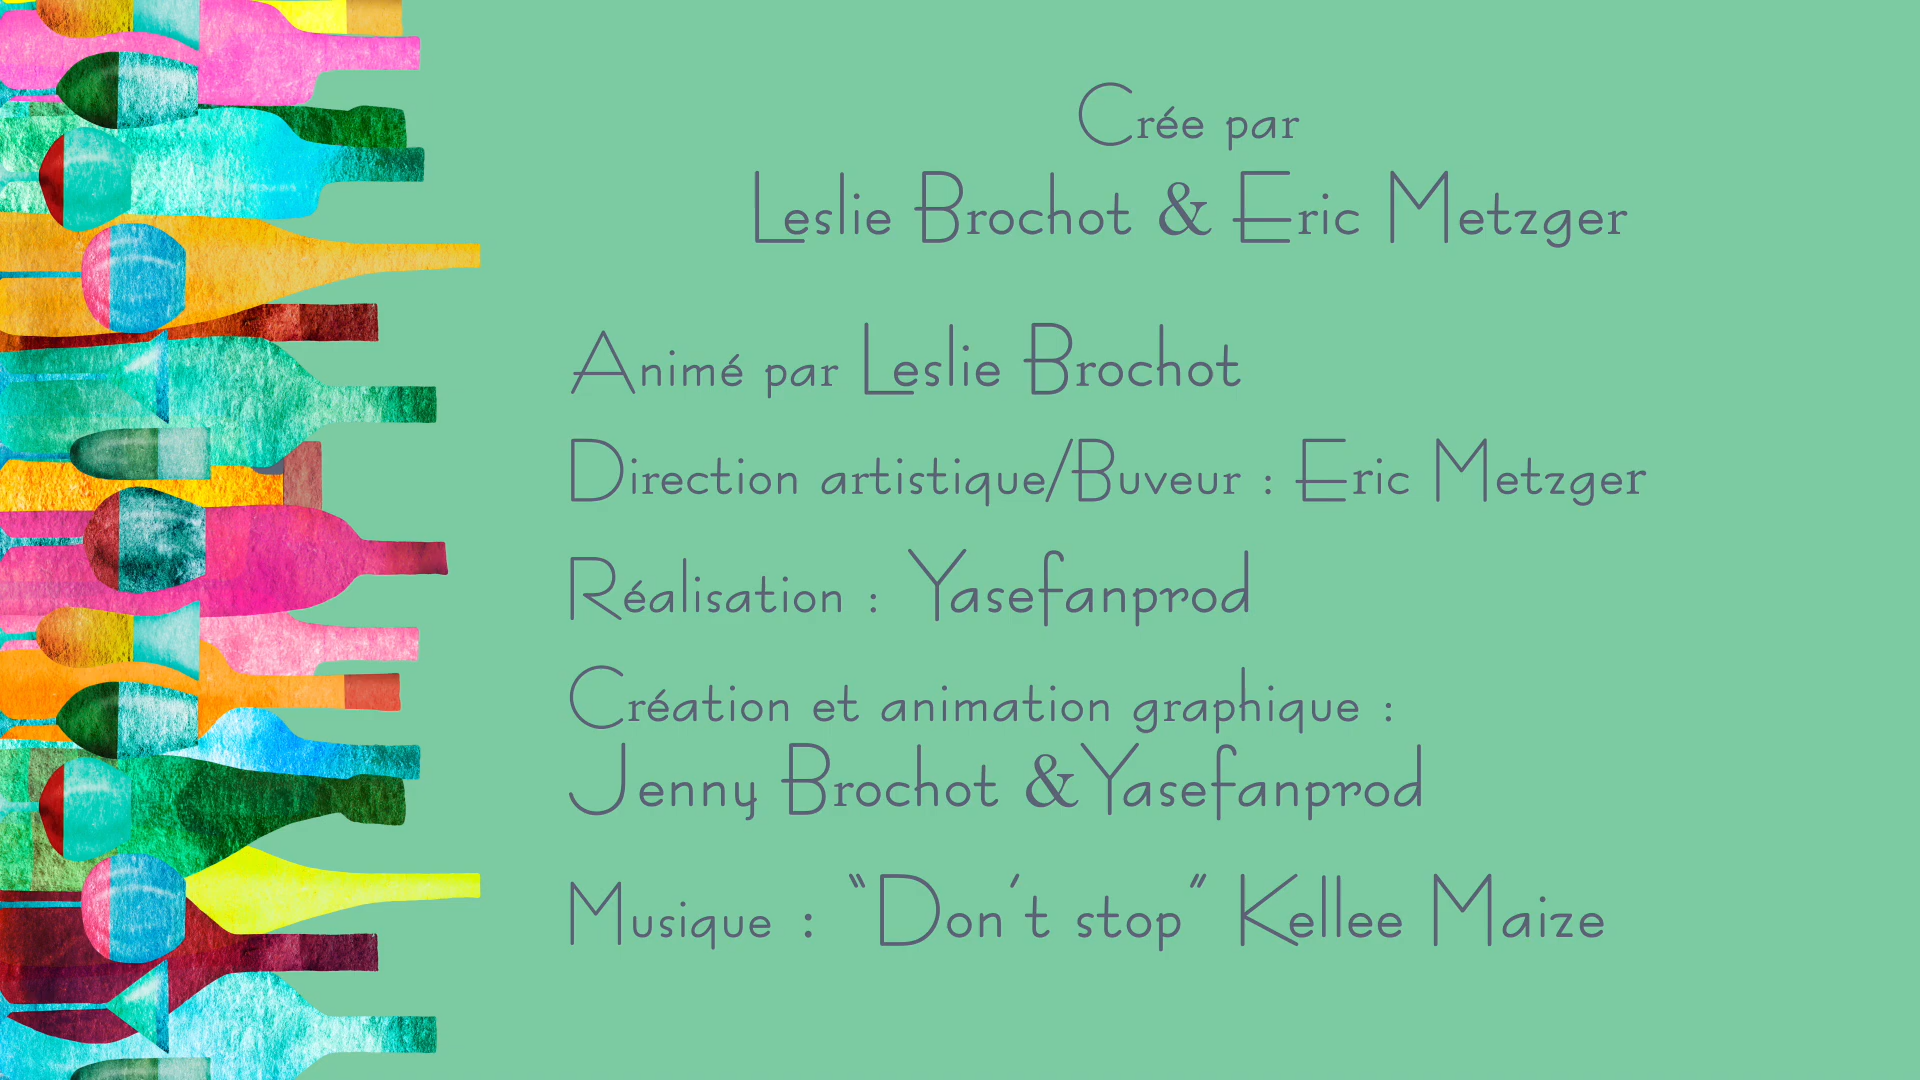 Crée par
Leslie Brochot & Eric Metzger
Animé par Leslie Brochot
Direction artistique/Buveur : Eric Metzger
Réalisation : Yasefanprod
Création et animation graphique :
Jenny Brochot &Yasefanprod
Musique : “Don´t stop” Kellee Maize